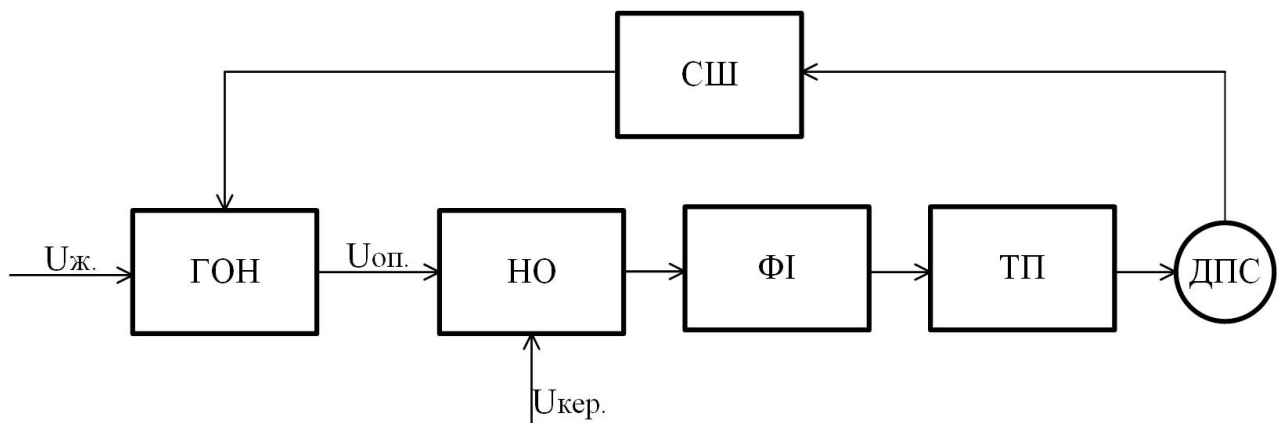 СШ
Uж.
ГОН
Uоп.
НО
ФІ
ТП
ДПС
Uкер.